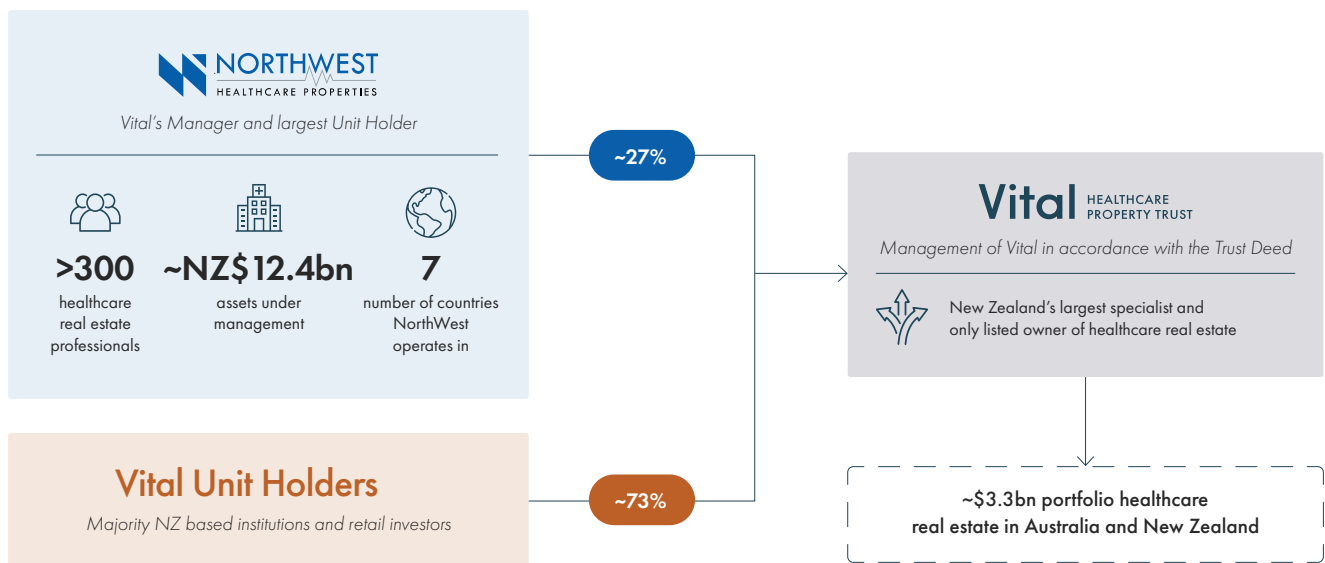 NORTHWEST
HEALTHCARE PROPERTIES
Vital's Manager and largest Unit Holder
>300
healthcare
real estate
professionals
~NZ$12.4bn
assets under
management
7
number of countries
NorthWest
operates in
~27%
Vital Unit Holders
Majority NZ based institutions and retail investors
~73%
Vital
HEALTHCARE
PROPERTY TRUST
Management of Vital in accordance with the Trust Deed
New Zealand's largest specialist and
only listed owner of healthcare real estate
~$3.3bn portfolio healthcare
real estate in Australia and New Zealand